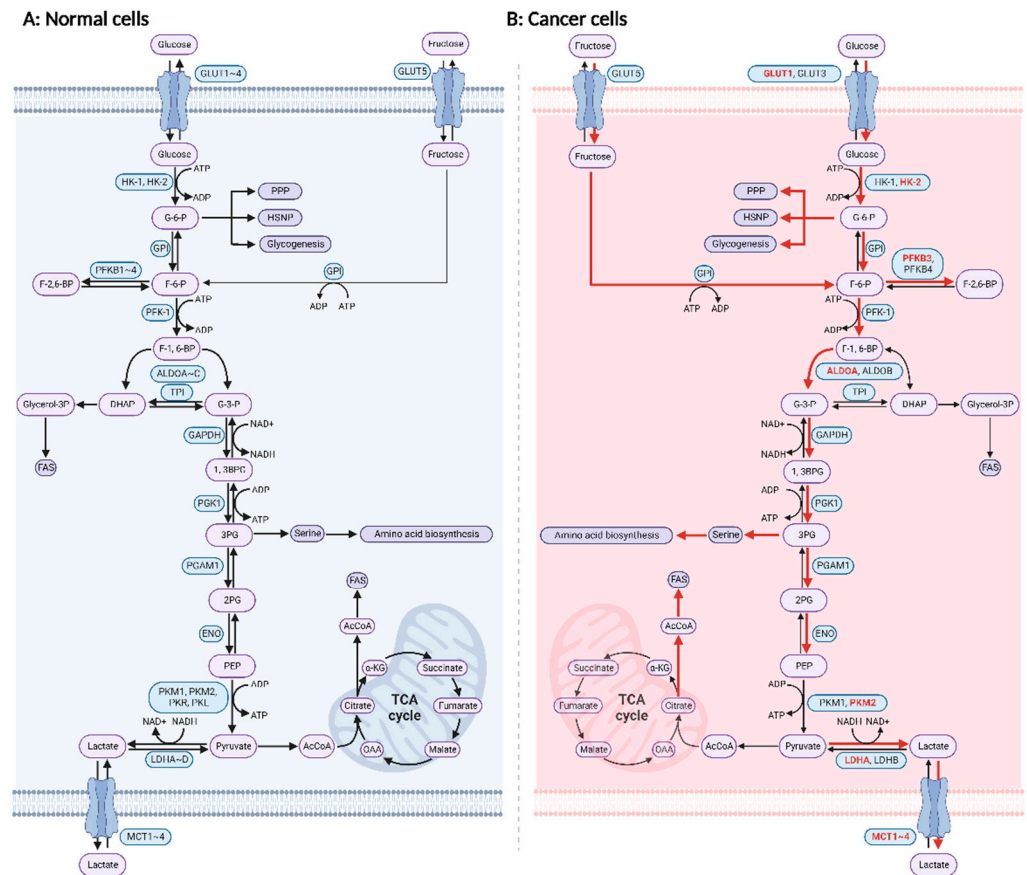 A: Normal cells
Glucose
Fructose
GLUT1~4
GLUT5
Glucose
Fructose
ATP
HK-1, HK-2
ADP
PPP
G-6-P
HSNP
Glycogenesis
GPI
PFKB1~4
GPI
F-2,6-BP
F-6-P
ATP
ADP
ATP
PFK-1
ADP
F-1, 6-BP
ALDOA~C
TPI
Glycerol-3P
DHAP
G-3-P
NAD+
GAPDH
NADH
FAS
1, 3BPG
ADP
PGK1
ATP
3PG
Serine
Amino acid biosynthesis
PGAM1
FAS
2PG
AcCoA
ENO
α-KG
Succinate
PEP
TCA
cycle
PKM1, PKM2,
PKR, PKL
ADP
ATP
Citrate
Fumarate
NAD+
NADH
Lactate
Pyruvate
AcCoA
OAA
Malate
LDHA~D
MCT1~4
Lactate
B: Cancer cells
Fructose
Glucose
GLUT5
GLUT1, GLUT3
Fructose
Glucose
ATP
HK-1, HK-2
ADP
PPP
HSNP
G-6-P
Glycogenesis
GPI
PFKB3,
PFKB4
GPI
F-6-P
F-2,6-BP
ATP
ADP
ATP
PFK-1
ADP
F-1, 6-BP
ALDOA, ALDOB
TPI
G-3-P
DHAP
Glycerol-3P
NAD+
GAPDH
NADH
FAS
1, 3BPG
ADP
PGK1
ATP
Amino acid biosynthesis
Serine
3PG
PGAM1
FAS
2PG
AcCoA
ENO
Succinate
α-KG
PEP
TCA
cycle
ADP
ATP
PKM1, PKM2
Fumarate
Citrate
NADH
NAD+
Malate
OAA
AcCoA
Pyruvate
Lactate
LDHA, LDHB
MCT1~4
Lactate